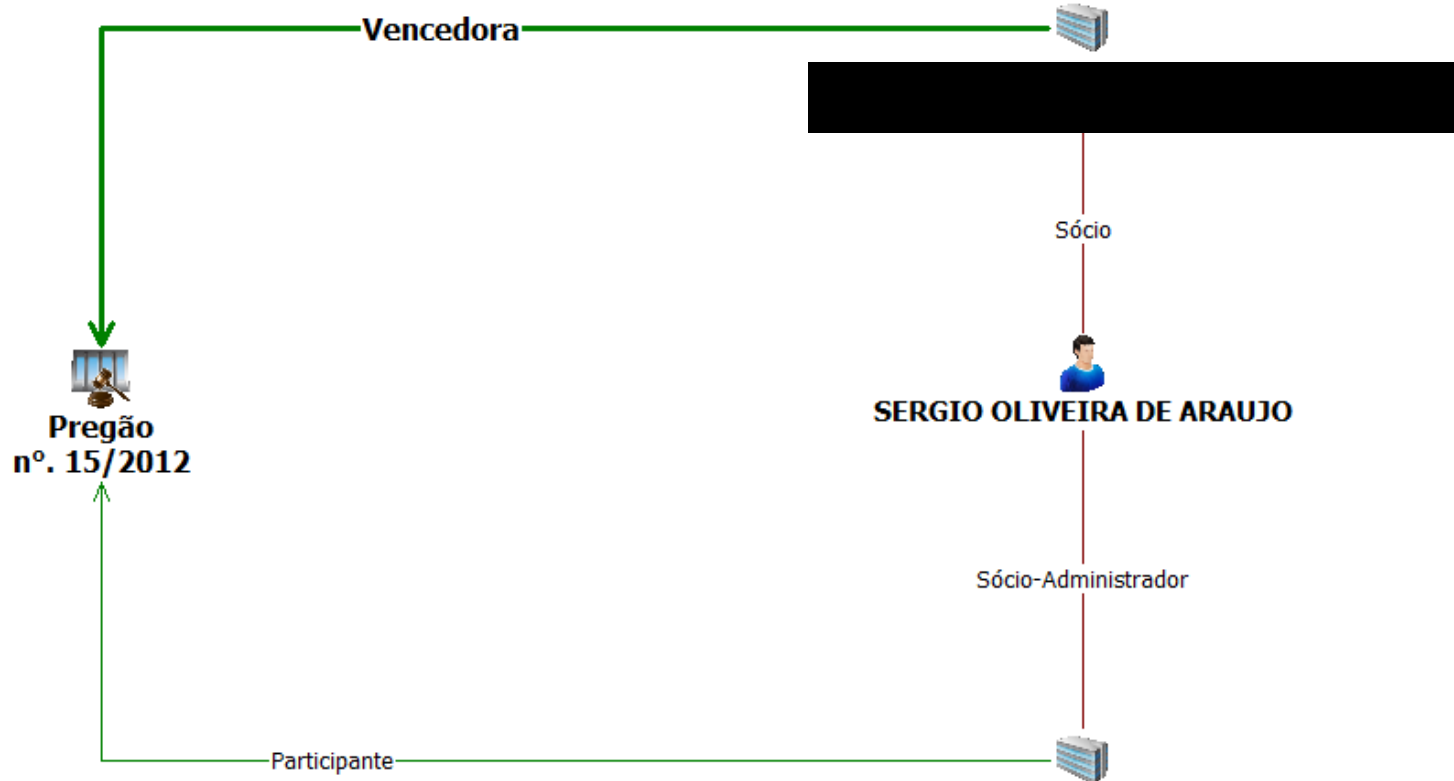 Vencedora
Sócio
SERGIO OLIVEIRA DE ARAUJO
Pregão
nº. 15/2012
Sócio-Administrador
Participante